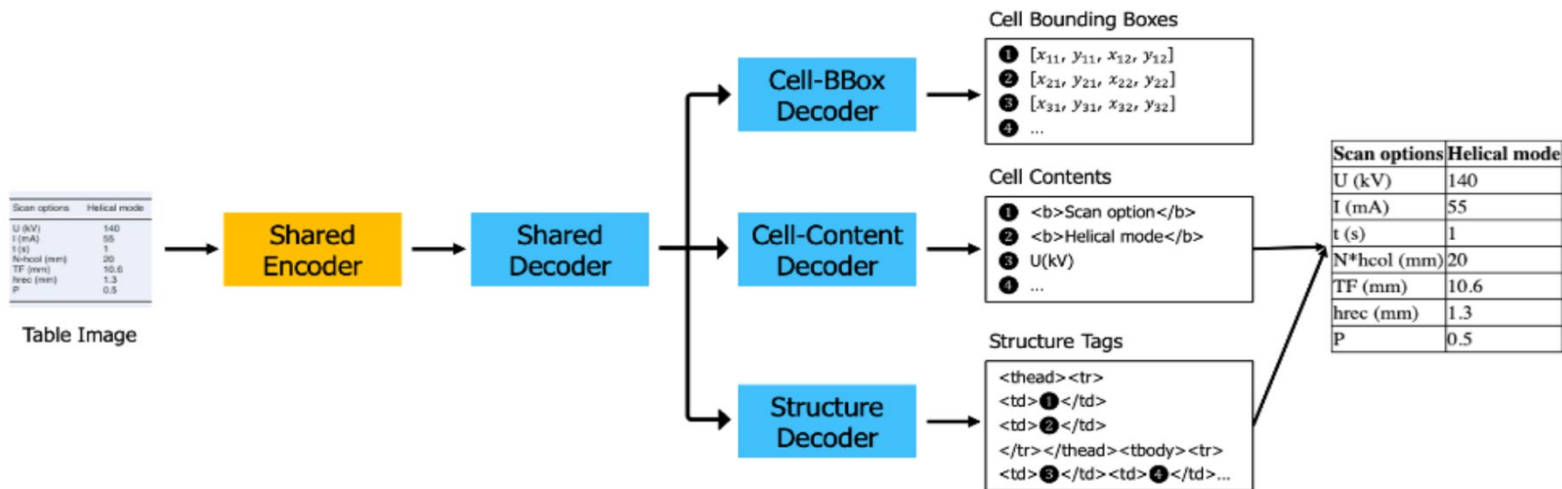 Scan options Helical mode
U (kV) 140
I (mA) 55
t (s) 1
N·hcol (mm) 20
TF (mm) 10.6
hrec (mm) 1.3
P 0.5
Table Image
Shared
Encoder
Shared
Decoder
Cell-BBox
Decoder
Cell-Content
Decoder
Structure
Decoder
Cell Bounding Boxes
❶ [x₁₁, y₁₁, x₁₂, y₁₂]
❷ [x₂₁, y₂₁, x₂₂, y₂₂]
❸ [x₃₁, y₃₁, x₃₂, y₃₂]
❹ ...
Cell Contents
❶ <b>Scan option</b>
❷ <b>Helical mode</b>
❸ U(kV)
❹ ...
Structure Tags
<thead><tr>
<td>❶</td>
<td>❷</td>
</tr></thead><tbody><tr>
<td>❸</td><td>❹</td>...
Scan options Helical mode
U (kV) 140
I (mA) 55
t (s) 1
N*hcol (mm) 20
TF (mm) 10.6
hrec (mm) 1.3
P 0.5